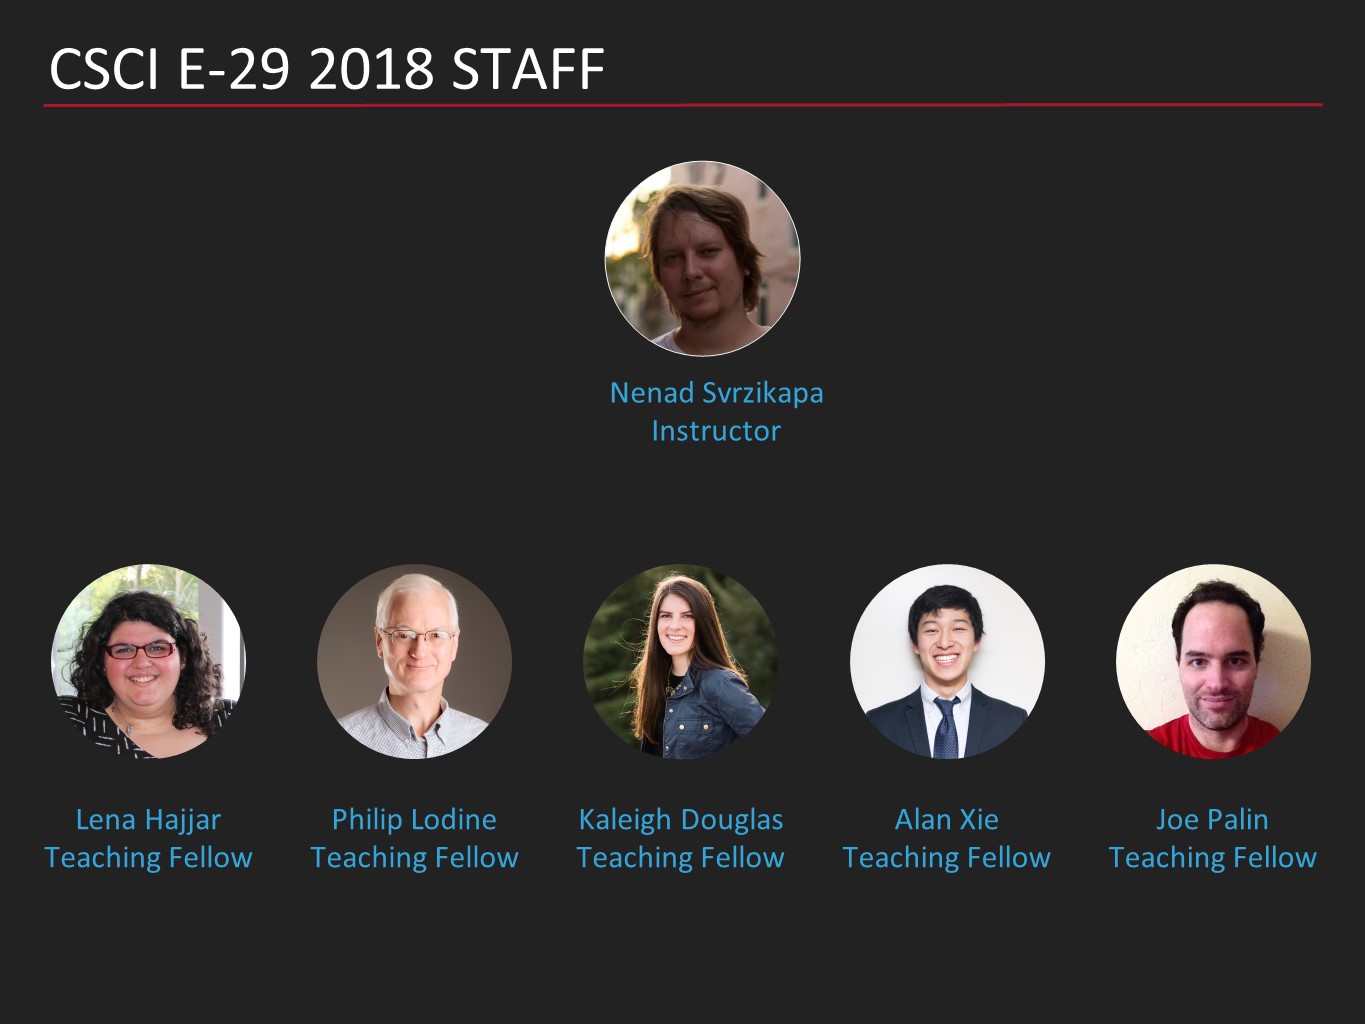 CSCI E-29 2018 STAFF
Nenad Svrzikapa
Instructor
Lena Hajjar
Teaching Fellow
Philip Lodine
Teaching Fellow
Kaleigh Douglas
Teaching Fellow
Alan Xie
Teaching Fellow
Joe Palin
Teaching Fellow